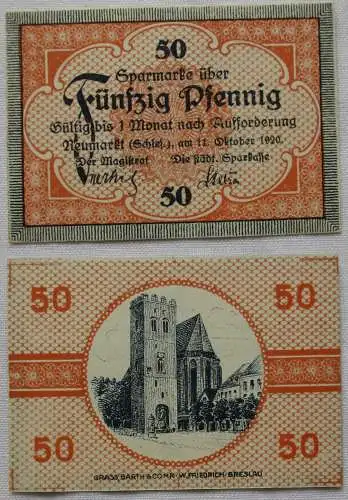 50
Sparmarke über
Fünfzig Pfennig
Gültig bis 1 Monat nach Aufforderung
Neumarkt (Schles.), am 11. Oktober 1920.
Der Magistrat Die städt. Sparkasse
50
50 50
50 50
GRASS, BARTH & COMP. W. FRIEDRICH-BRESLAU